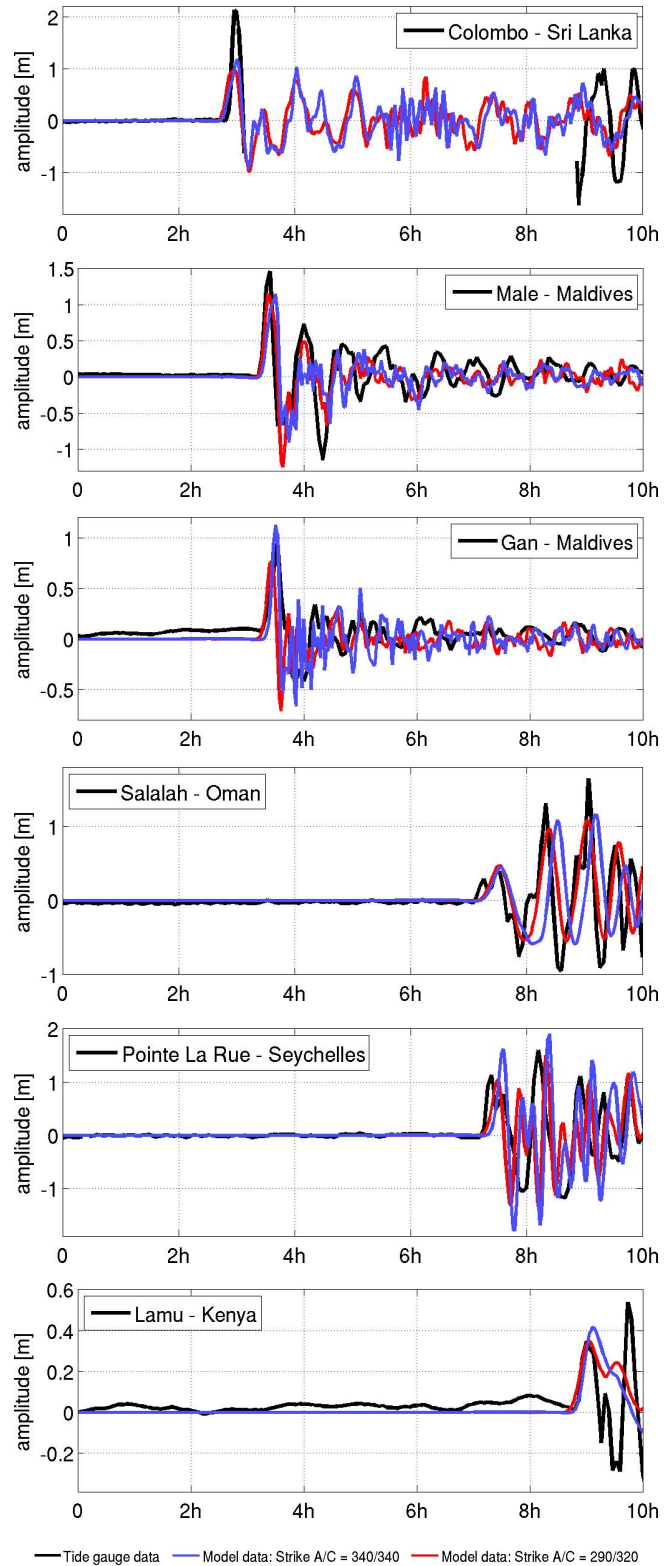 2
1
0
-1
amplitude [m]
Colombo - Sri Lanka
0 2h 4h 6h 8h 10h
1.5
1
0.5
0
-0.5
-1
amplitude [m]
Male - Maldives
0 2h 4h 6h 8h 10h
1
0.5
0
-0.5
amplitude [m]
Gan - Maldives
0 2h 4h 6h 8h 10h
1
0
-1
amplitude [m]
Salalah - Oman
0 2h 4h 6h 8h 10h
2
1
0
-1
amplitude [m]
Pointe La Rue - Seychelles
0 2h 4h 6h 8h 10h
0.6
0.4
0.2
0
-0.2
amplitude [m]
Lamu - Kenya
0 2h 4h 6h 8h 10h
Tide gauge data Model data: Strike A/C = 340/340 Model data: Strike A/C = 290/320